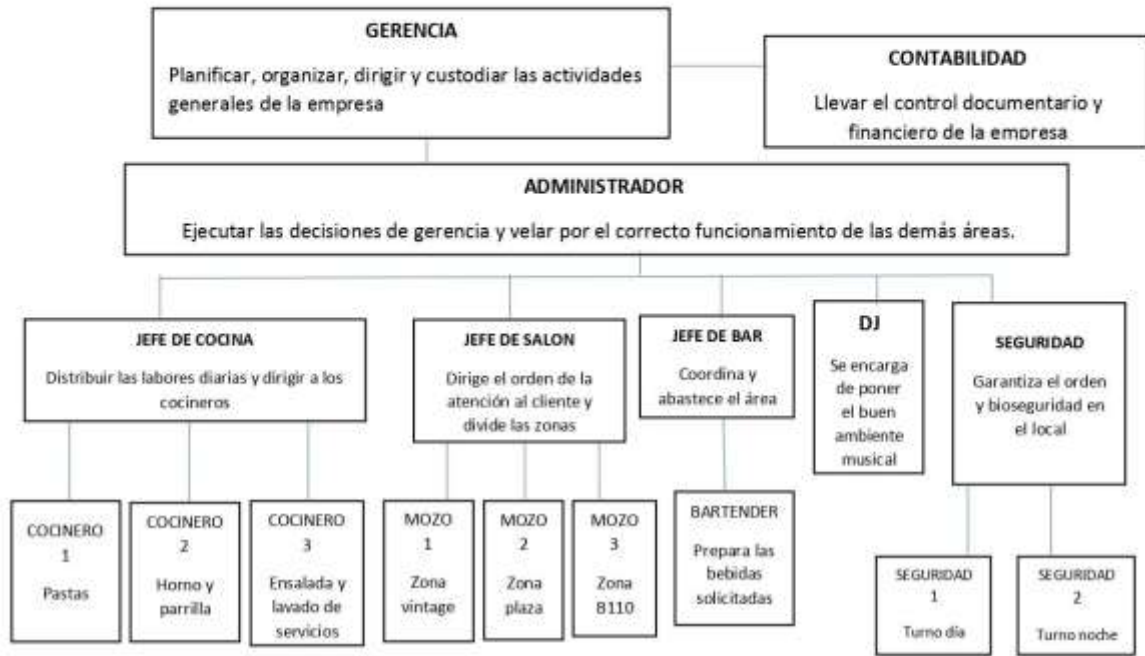 GERENCIA
Planificar, organizar, dirigir y custodiar las actividades
generales de la empresa
CONTABILIDAD
Llevar el control documentario y
financiero de la empresa
ADMINISTRADOR
Ejecutar las decisiones de gerencia y velar por el correcto funcionamiento de las demás áreas.
JEFE DE COCINA
Distribuir las labores diarias y dirigir a los
cocineros
JEFE DE SALON
Dirige el orden de la
atención al cliente y
divide las zonas
JEFE DE BAR
Coordina y
abastece el área
DJ
Se encarga
de poner
el buen
ambiente
musical
SEGURIDAD
Garantiza el orden
y bioseguridad en
el local
COCINERO
1
Pastas
COCINERO
2
Horno y
parrilla
COCINERO
3
Ensalada y
lavado de
servicios
MOZO
1
Zona
vintage
MOZO
2
Zona
plaza
MOZO
3
Zona
8110
BARTENDER
Prepara las
bebidas
solicitadas
SEGURIDAD
1
Turno día
SEGURIDAD
2
Turno noche